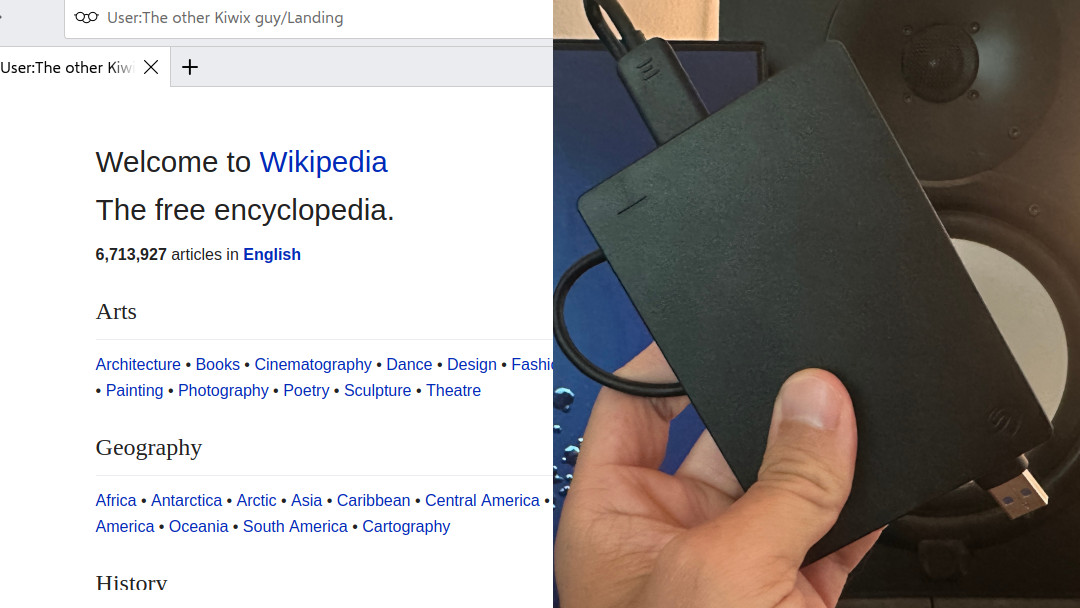 User:The other Kiwix guy/Landing
User:The other Kiw
Welcome to Wikipedia
The free encyclopedia.
6,713,927 articles in English
Arts
Architecture • Books • Cinematography • Dance • Design • Fashi
• Painting • Photography • Poetry • Sculpture • Theatre
Geography
Africa • Antarctica • Arctic • Asia • Caribbean • Central America •
America • Oceania • South America • Cartography
History